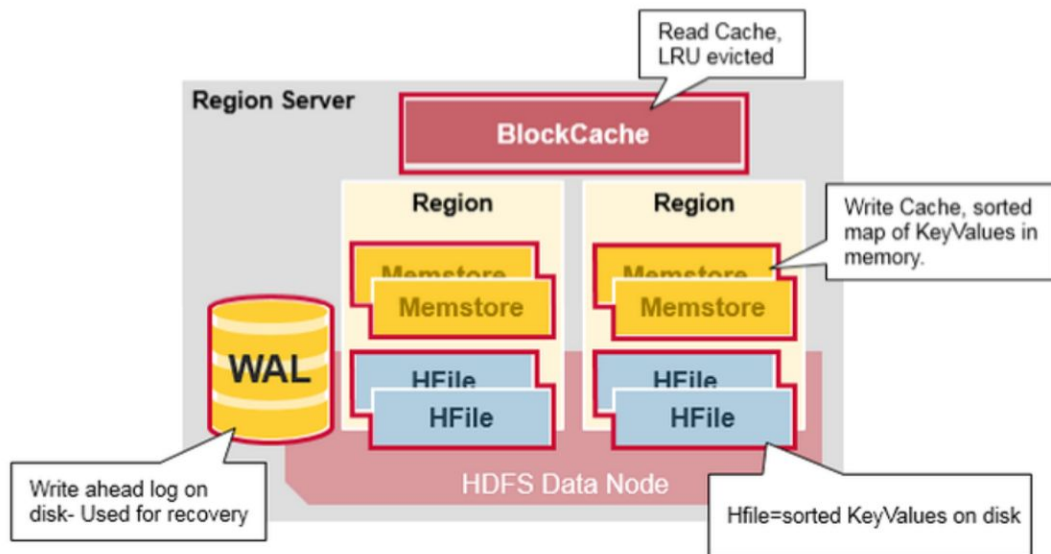 Read Cache,
LRU evicted
Region Server
BlockCache
Region
Region
Write Cache, sorted
map of KeyValues in
memory.
Memstore
Memstore
Memstore
Memstore
WAL
HFile
HFile
HFile
HFile
Write ahead log on
disk- Used for recovery
HDFS Data Node
Hfile=sorted KeyValues on disk